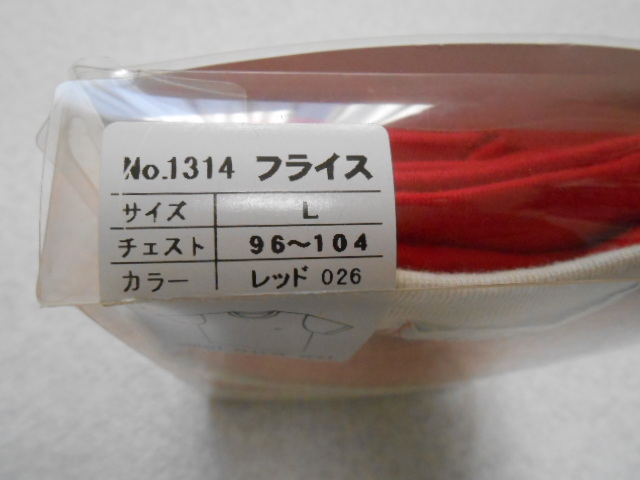 No.1314 フライス
サイズ L
チェスト 96～104
カラー レッド 026